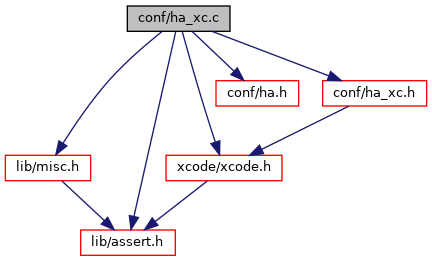 conf/ha_xc.c
conf/ha.h
conf/ha_xc.h
lib/misc.h
xcode/xcode.h
lib/assert.h